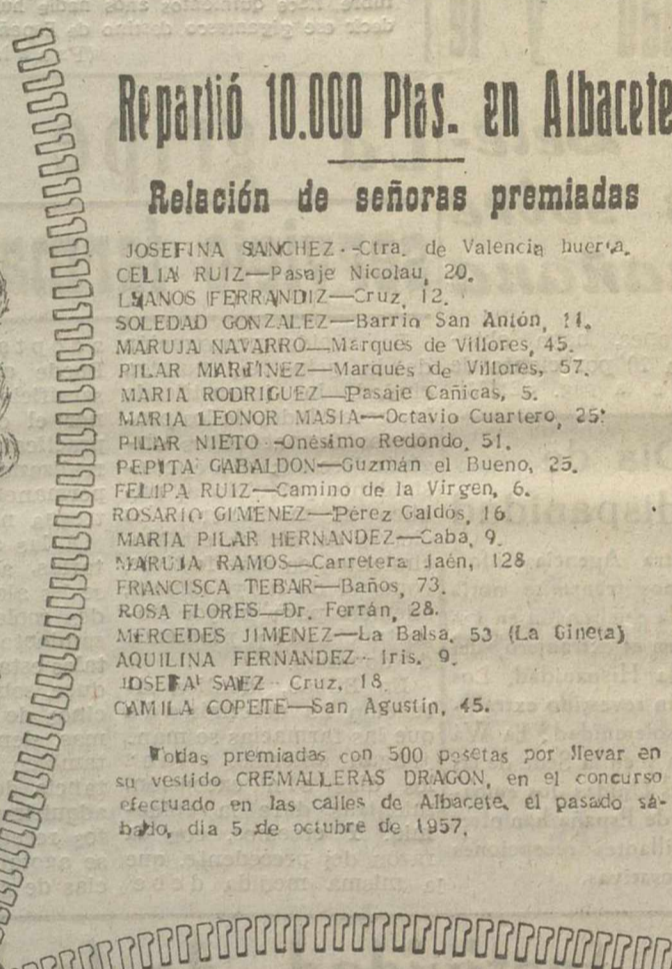 Repartió 10.000 Ptas. en Albacete
Relación de señoras premiadas
JOSEFINA SANCHEZ--Ctra. de Valencia huerta.
CELIA RUIZ—Pasaje Nicolau, 20.
LLANOS FERRANDIZ—Cruz, 12.
SOLEDAD GONZALEZ—Barrio San Antón, 11.
MARUJA NAVARRO—Marques de Villores, 45.
PILAR MARTINEZ—Marqués de Villores, 57.
MARIA RODRIGUEZ—Pasaje Cañicas, 5.
MARIA LEONOR MASIA—Octavio Cuartero, 25.
PILAR NIETO -Onésimo Redondo, 51.
PEPITA GABALDON—Guzmán el Bueno, 25.
FELIPA RUIZ—Camino de la Virgen, 6.
ROSARIO GIMENEZ—Pérez Galdós, 16
MARIA PILAR HERNANDEZ—Caba, 9.
MARUJA RAMOS—Carretera Jaén, 128
FRANCISCA TEBAR—Baños, 73.
ROSA FLORES—Dr. Ferrán, 28.
MERCEDES JIMENEZ—La Balsa, 53 (La Gineta)
AQUILINA FERNANDEZ-- Iris, 9.
JOSEFA SAEZ - Cruz, 18
CAMILA COPETE—San Agustín, 45.
Todas premiadas con 500 pesetas por llevar en
su vestido CREMALLERAS DRAGON, en el concurso
efectuado en las calles de Albacete, el pasado sá-
bado, dia 5 de octubre de 1957.